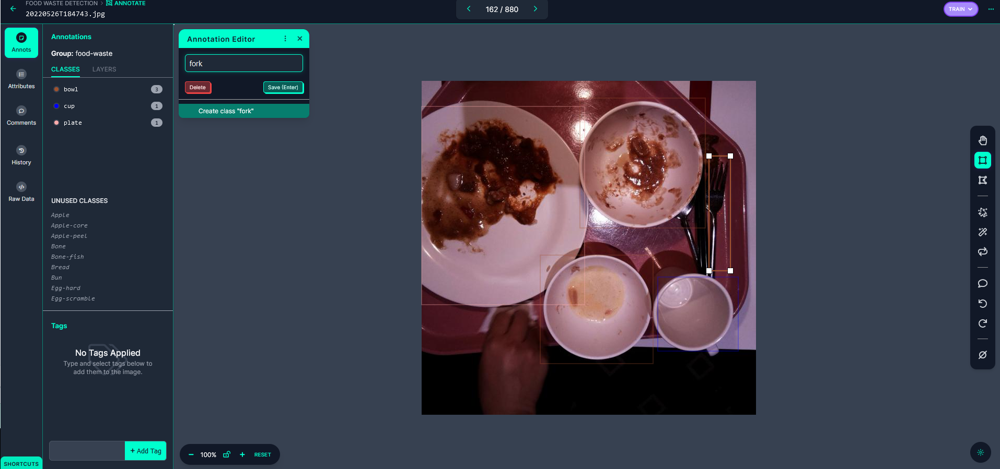 FOOD WASTE DETECTION > ANNOTATE
20220526T184743.jpg
162 / 880
TRAIN
Annots
Attributes
Comments
History
Raw Data
SHORTCUTS
Annotations
Group: food-waste
CLASSES LAYERS
bowl 3
cup 1
plate 1
UNUSED CLASSES
Apple
Apple-core
Apple-peel
Bone
Bone-fish
Bread
Bun
Egg-hard
Egg-scramble
Tags
No Tags Applied
Type and select tags below to
add them to the image.
+ Add Tag
Annotation Editor
fork
Delete Save (Enter)
Create class "fork"
100% RESET